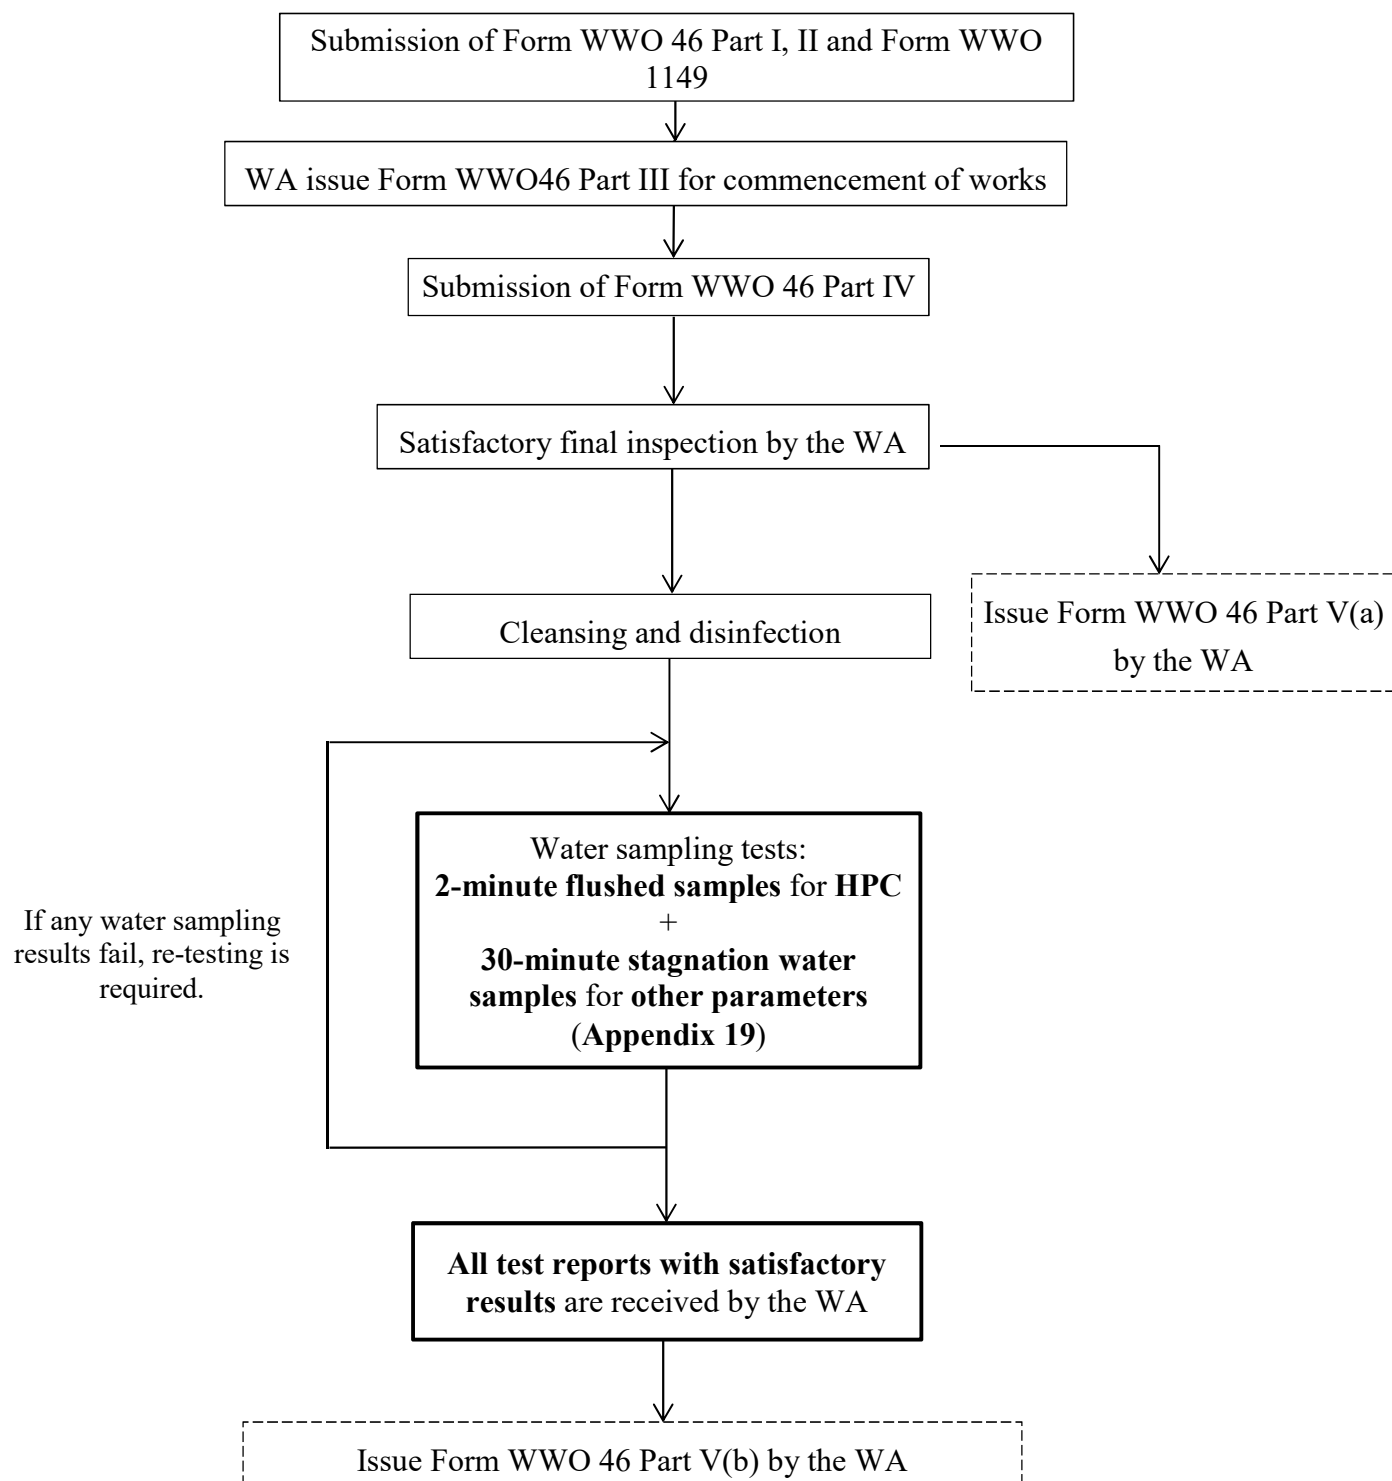 Submission of Form WWO 46 Part I, II and Form WWO
1149
WA issue Form WWO46 Part III for commencement of works
Submission of Form WWO 46 Part IV
Satisfactory final inspection by the WA
Issue Form WWO 46 Part V(a)
by the WA
Cleansing and disinfection
Water sampling tests:
2-minute flushed samples for HPC
+
30-minute stagnation water
samples for other parameters
(Appendix 19)
If any water sampling
results fail, re-testing is
required.
All test reports with satisfactory
results are received by the WA
Issue Form WWO 46 Part V(b) by the WA